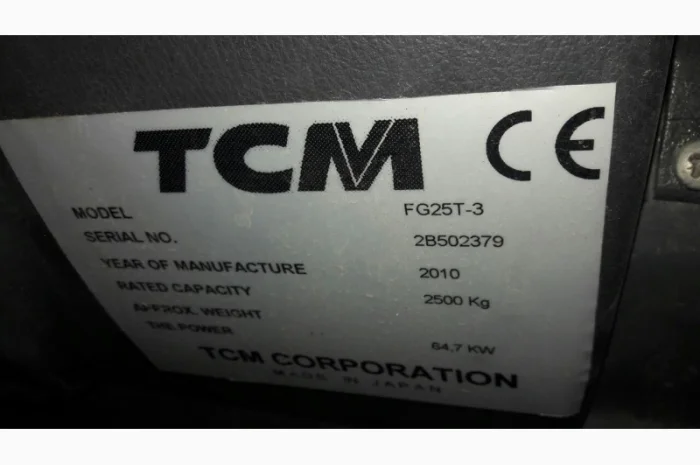 TCM CE
MODEL FG25T-3
SERIAL NO. 2B502379
YEAR OF MANUFACTURE 2010
RATED CAPACITY 2500 Kg
APPROX. WEIGHT
THE POWER 64,7 KW
TCM CORPORATION
MADE IN JAPAN